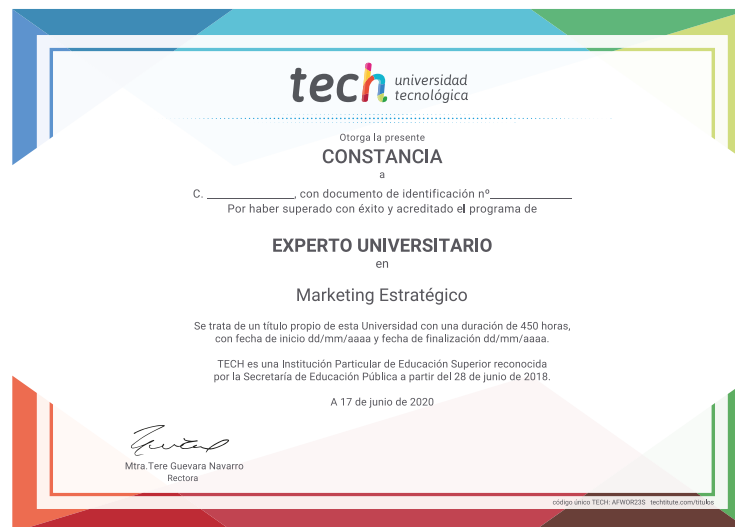 tech universidad
tecnológica
Otorga la presente
CONSTANCIA
a
C. ________________, con documento de identificación nº______________
Por haber superado con éxito y acreditado el programa de
EXPERTO UNIVERSITARIO
en
Marketing Estratégico
Se trata de un título propio de esta Universidad con una duración de 450 horas,
con fecha de inicio dd/mm/aaaa y fecha de finalización dd/mm/aaaa.
TECH es una Institución Particular de Educación Superior reconocida
por la Secretaría de Educación Pública a partir del 28 de junio de 2018.
A 17 de junio de 2020
Mtra.Tere Guevara Navarro
Rectora
código único TECH: AFWOR23S techtitute.com/titulos